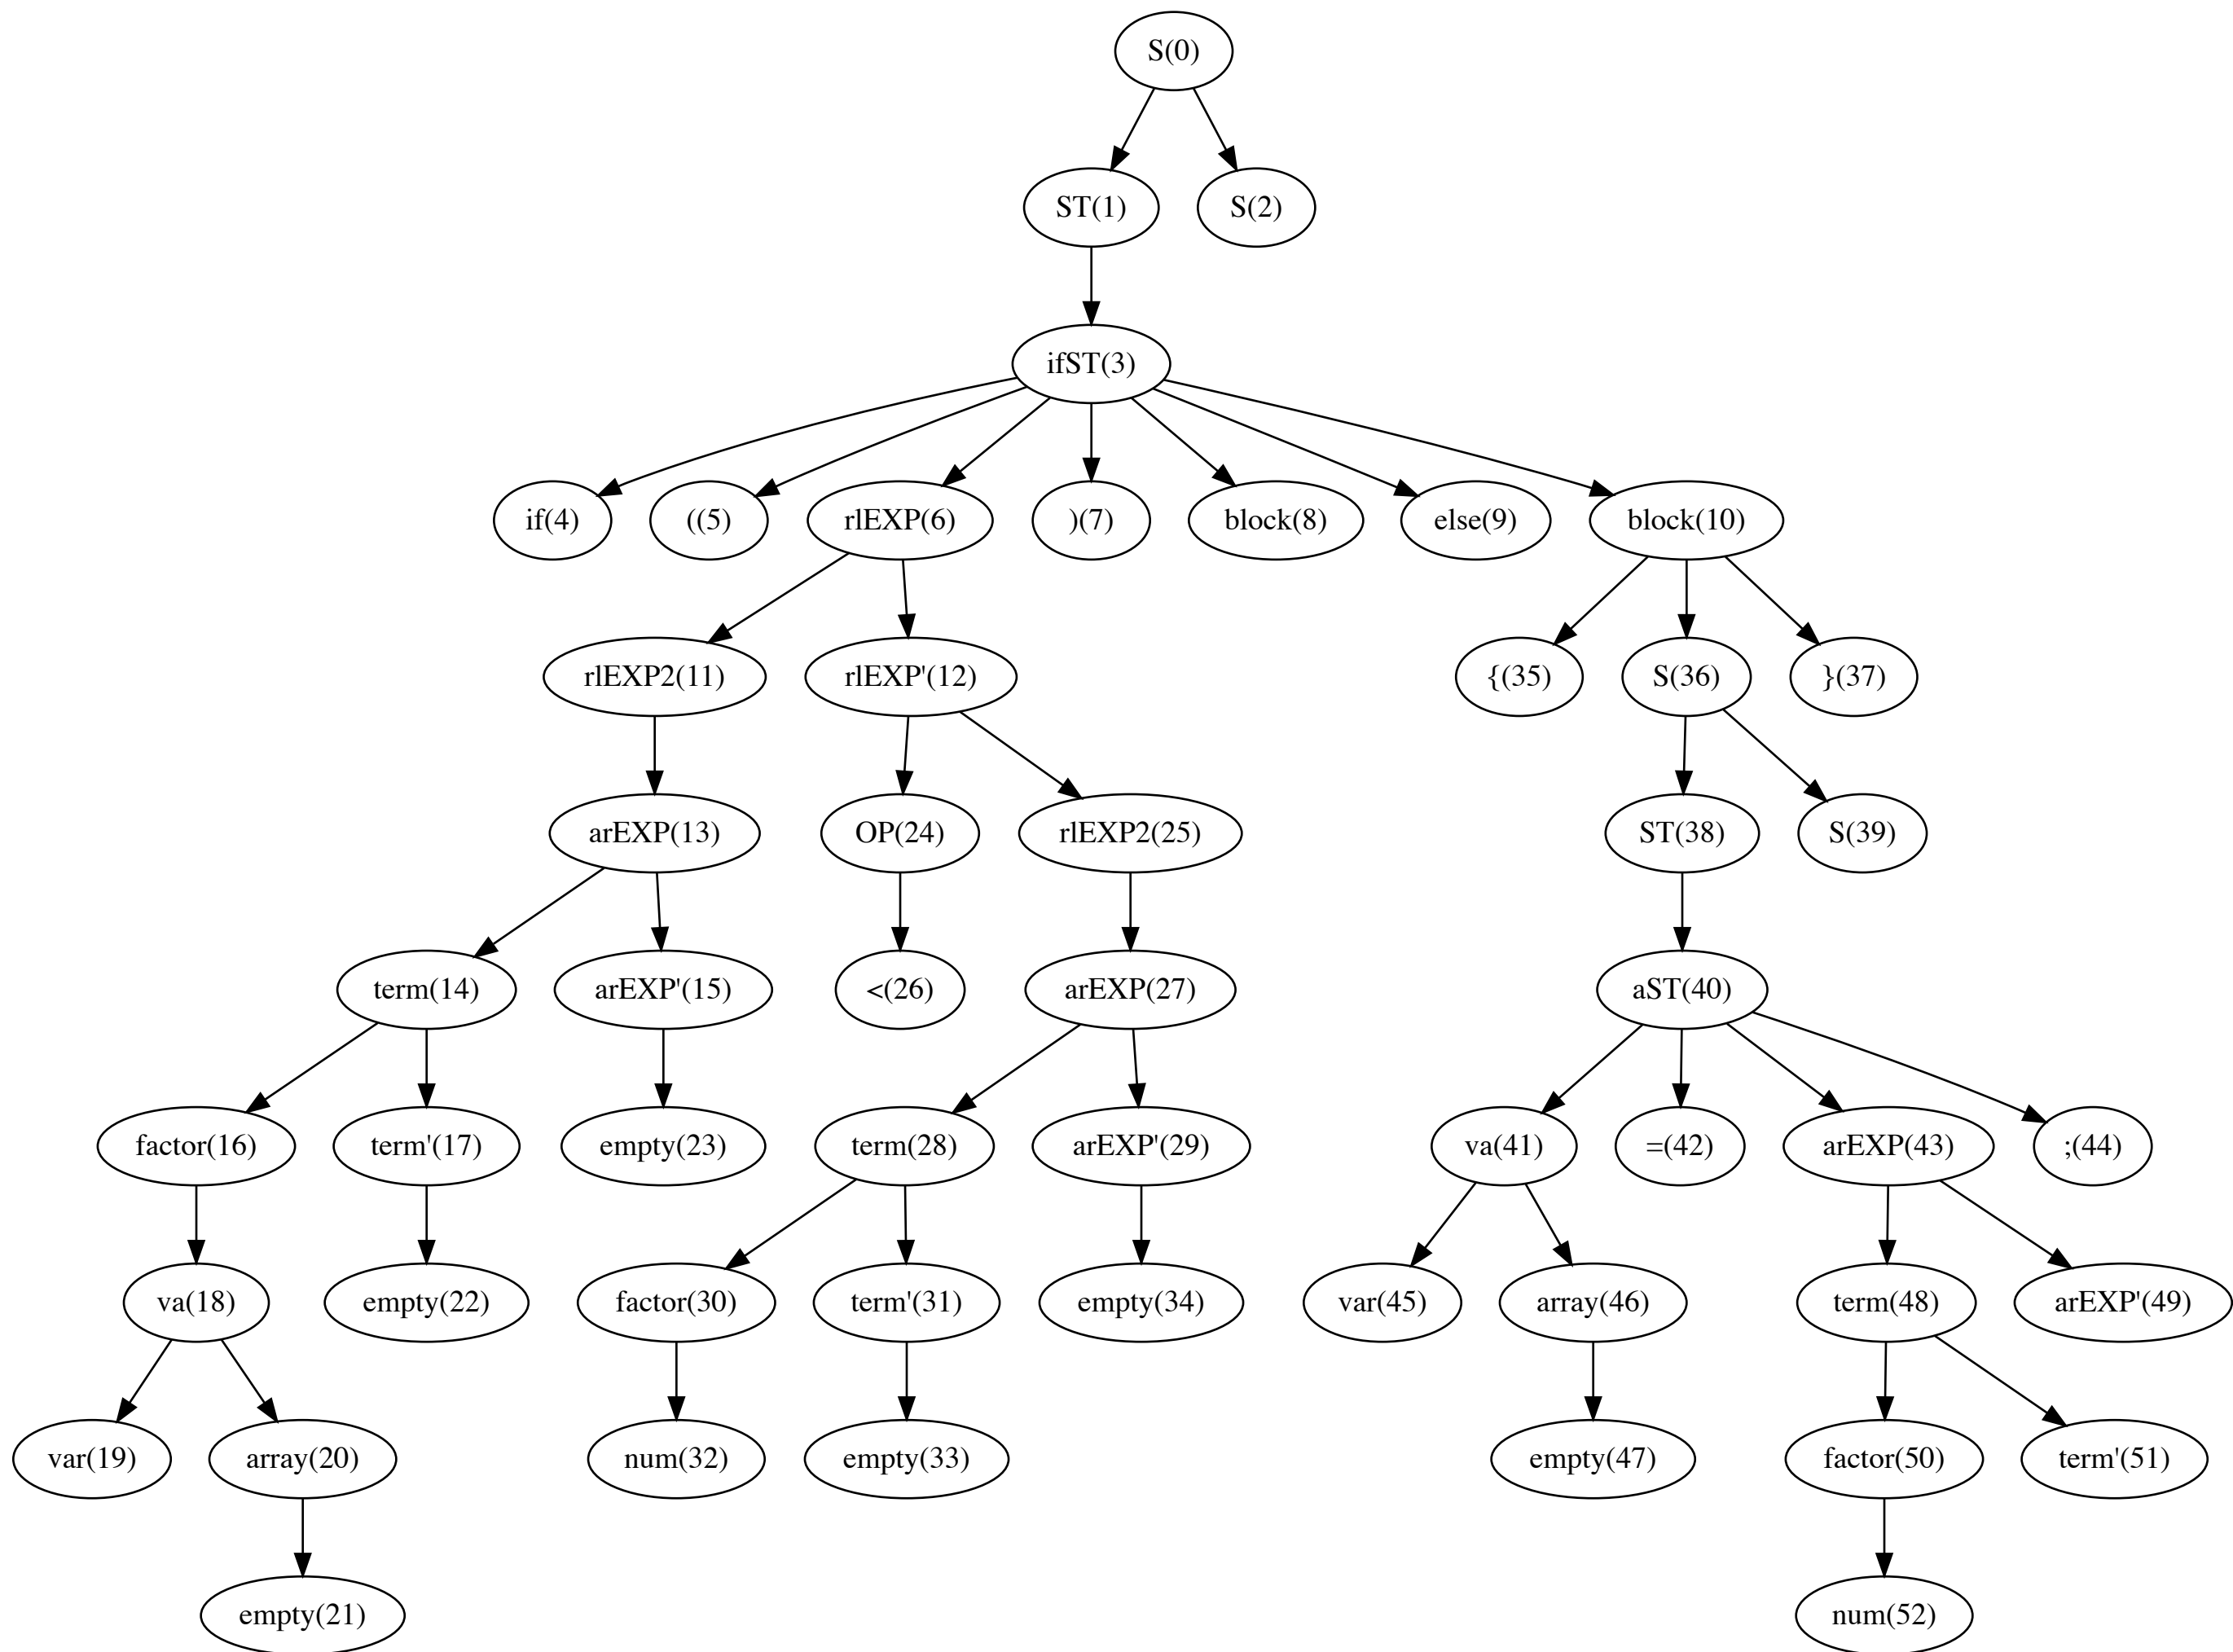 S(0)
ST(1) S(2)
ifST(3)
if(4) ((5) rlEXP(6) )(7) block(8) else(9) block(10)
rlEXP2(11) rlEXP'(12) {(35) S(36) }(37)
arEXP(13) OP(24) rlEXP2(25) ST(38) S(39)
term(14) arEXP'(15) <(26) arEXP(27) aST(40)
factor(16) term'(17) empty(23) term(28) arEXP'(29) va(41) =(42) arEXP(43) ;(44)
va(18) empty(22) factor(30) term'(31) empty(34) var(45) array(46) term(48) arEXP'(49)
var(19) array(20) num(32) empty(33) empty(47) factor(50) term'(51)
empty(21) num(52)